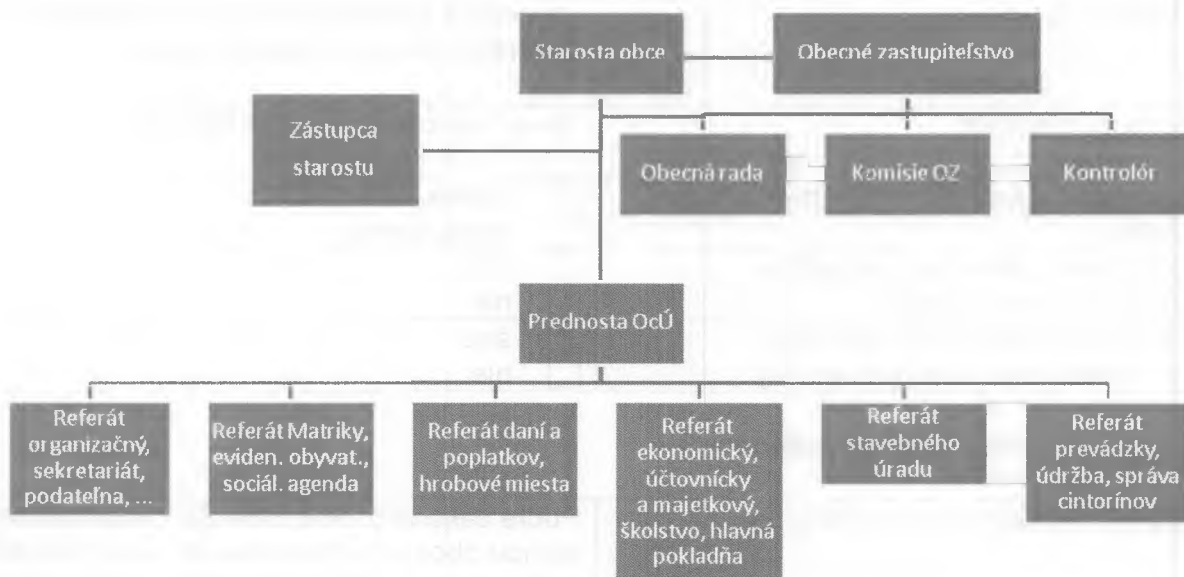 Starosta obce
Obecné zastupiteľstvo
Zástupca
starostu
Obecná rada
Komisie OZ
Kontrolór
Prednosta OcÚ
Referát
organizačný,
sekretariát,
podateľna, ...
Referát Matriky,
eviden. obyvat.,
sociál. agenda
Referát daní a
poplatkov,
hrobové miesta
Referát
ekonomický,
účtovnícky
a majetkový,
školstvo, hlavná
pokladňa
Referát
stavebného
úradu
Referát
prevádzky,
údržba, správa
cintorínov